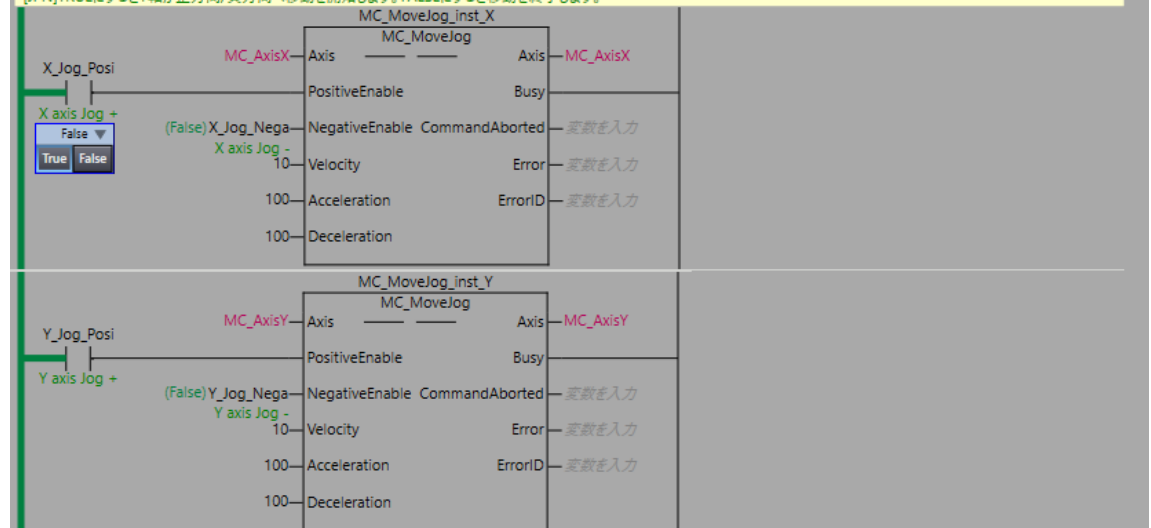 MC_MoveJog_inst_X
MC_MoveJog
MC_AxisX Axis Axis MC_AxisX
X_Jog_Posi
PositiveEnable Busy
X axis Jog +
False ▼
True False
(False) X_Jog_Nega NegativeEnable CommandAborted 変数を入力
X axis Jog -
10 Velocity Error 変数を入力
100 Acceleration ErrorID 変数を入力
100 Deceleration
MC_MoveJog_inst_Y
MC_MoveJog
MC_AxisY Axis Axis MC_AxisY
Y_Jog_Posi
PositiveEnable Busy
Y axis Jog +
(False) Y_Jog_Nega NegativeEnable CommandAborted 変数を入力
Y axis Jog -
10 Velocity Error 変数を入力
100 Acceleration ErrorID 変数を入力
100 Deceleration